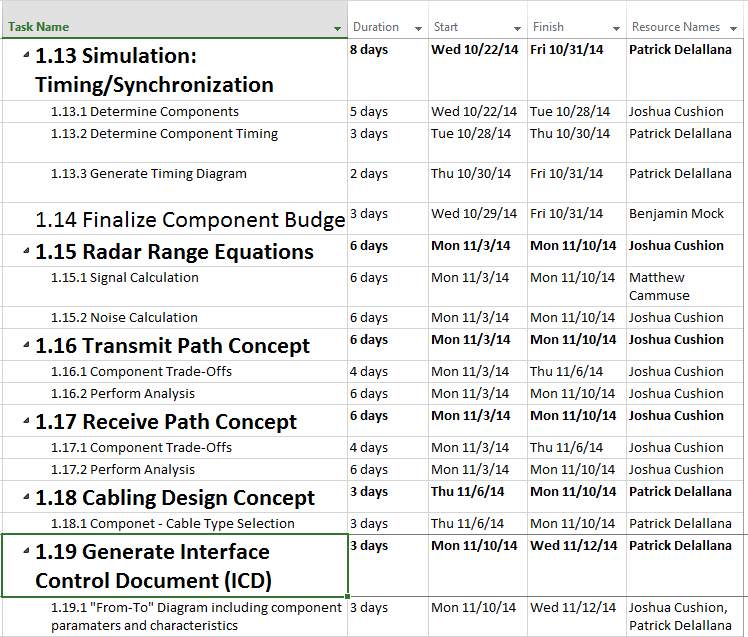 Task Name Duration Start Finish Resource Names
1.13 Simulation: 8 days Wed 10/22/14 Fri 10/31/14 Patrick Delallana
Timing/Synchronization
1.13.1 Determine Components 5 days Wed 10/22/14 Tue 10/28/14 Joshua Cushion
1.13.2 Determine Component Timing 3 days Tue 10/28/14 Thu 10/30/14 Patrick Delallana
1.13.3 Generate Timing Diagram 2 days Thu 10/30/14 Fri 10/31/14 Patrick Delallana
1.14 Finalize Component Budge 3 days Wed 10/29/14 Fri 10/31/14 Benjamin Mock
1.15 Radar Range Equations 6 days Mon 11/3/14 Mon 11/10/14 Joshua Cushion
1.15.1 Signal Calculation 6 days Mon 11/3/14 Mon 11/10/14 Matthew
Cammuse
1.15.2 Noise Calculation 6 days Mon 11/3/14 Mon 11/10/14 Joshua Cushion
1.16 Transmit Path Concept 6 days Mon 11/3/14 Mon 11/10/14 Joshua Cushion
1.16.1 Component Trade-Offs 4 days Mon 11/3/14 Thu 11/6/14 Joshua Cushion
1.16.2 Perform Analysis 6 days Mon 11/3/14 Mon 11/10/14 Joshua Cushion
1.17 Receive Path Concept 6 days Mon 11/3/14 Mon 11/10/14 Joshua Cushion
1.17.1 Component Trade-Offs 4 days Mon 11/3/14 Thu 11/6/14 Joshua Cushion
1.17.2 Perform Analysis 6 days Mon 11/3/14 Mon 11/10/14 Joshua Cushion
1.18 Cabling Design Concept 3 days Thu 11/6/14 Mon 11/10/14 Patrick Delallana
1.18.1 Componet - Cable Type Selection 3 days Thu 11/6/14 Mon 11/10/14 Patrick Delallana
1.19 Generate Interface 3 days Mon 11/10/14 Wed 11/12/14 Patrick Delallana
Control Document (ICD)
1.19.1 "From-To" Diagram including component 3 days Mon 11/10/14 Wed 11/12/14 Joshua Cushion,
paramaters and characteristics Patrick Delallana